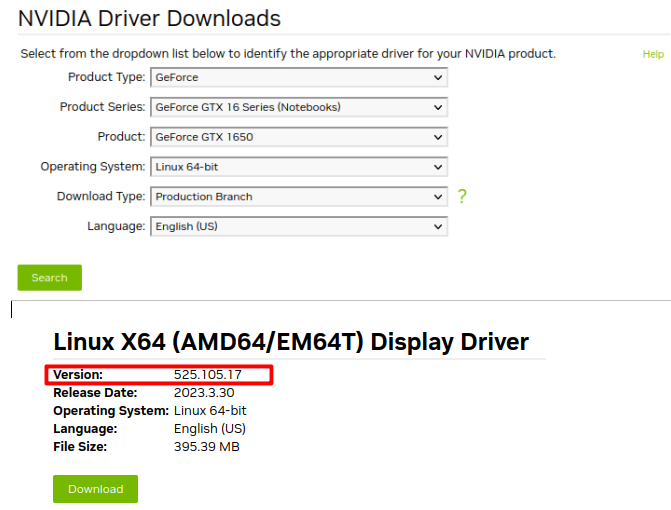 NVIDIA Driver Downloads
Select from the dropdown list below to identify the appropriate driver for your NVIDIA product.
Help
Product Type: GeForce
Product Series: GeForce GTX 16 Series (Notebooks)
Product: GeForce GTX 1650
Operating System: Linux 64-bit
Download Type: Production Branch ?
Language: English (US)
Search
Linux X64 (AMD64/EM64T) Display Driver
Version: 525.105.17
Release Date: 2023.3.30
Operating System: Linux 64-bit
Language: English (US)
File Size: 395.39 MB
Download